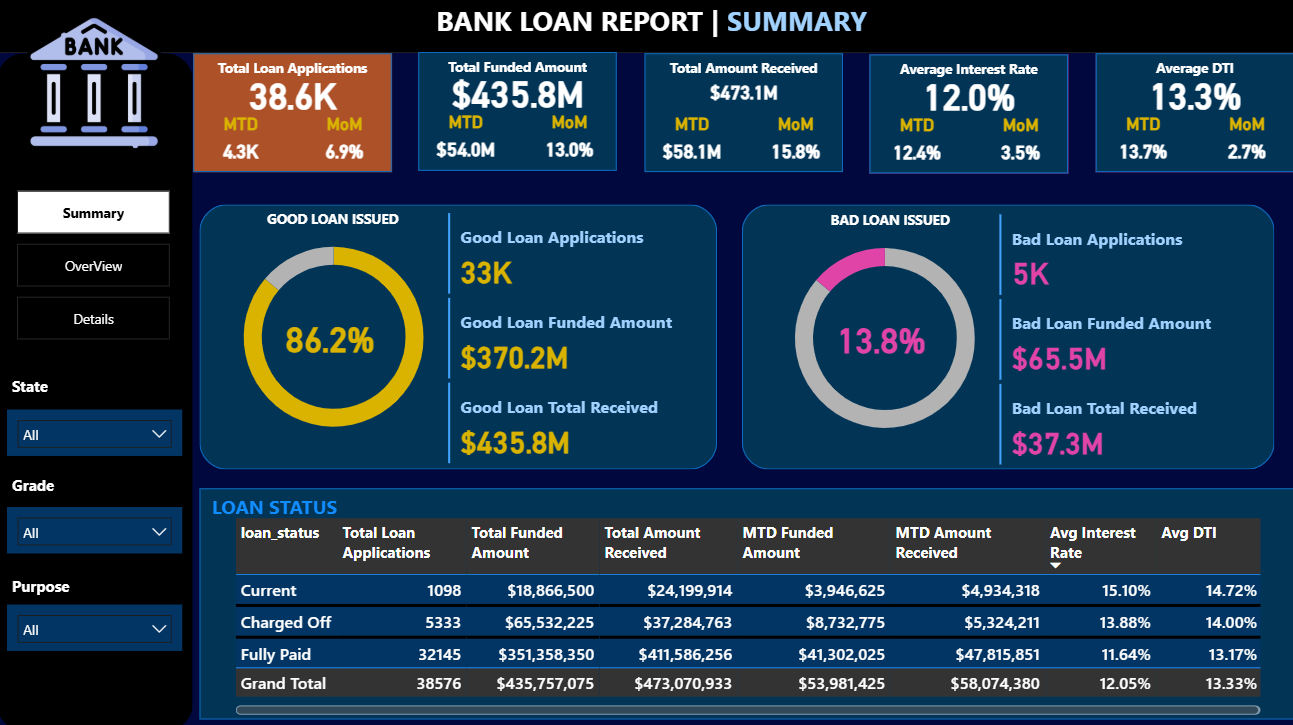 BANK LOAN REPORT | SUMMARY
BANK
Total Loan Applications
38.6K
MTD MoM
4.3K 6.9%
Total Funded Amount
$435.8M
MTD MoM
$54.0M 13.0%
Total Amount Received
$473.1M
MTD MoM
$58.1M 15.8%
Average Interest Rate
12.0%
MTD MoM
12.4% 3.5%
Average DTI
13.3%
MTD MoM
13.7% 2.7%
Summary
OverView
Details
State
All
Grade
All
Purpose
All
GOOD LOAN ISSUED
86.2%
Good Loan Applications
33K
Good Loan Funded Amount
$370.2M
Good Loan Total Received
$435.8M
BAD LOAN ISSUED
13.8%
Bad Loan Applications
5K
Bad Loan Funded Amount
$65.5M
Bad Loan Total Received
$37.3M
LOAN STATUS
loan_status Total Loan Total Funded Total Amount MTD Funded MTD Amount Avg Interest Avg DTI
Applications Amount Received Amount Received Rate
Current 1098 $18,866,500 $24,199,914 $3,946,625 $4,934,318 15.10% 14.72%
Charged Off 5333 $65,532,225 $37,284,763 $8,732,775 $5,324,211 13.88% 14.00%
Fully Paid 32145 $351,358,350 $411,586,256 $41,302,025 $47,815,851 11.64% 13.17%
Grand Total 38576 $435,757,075 $473,070,933 $53,981,425 $58,074,380 12.05% 13.33%